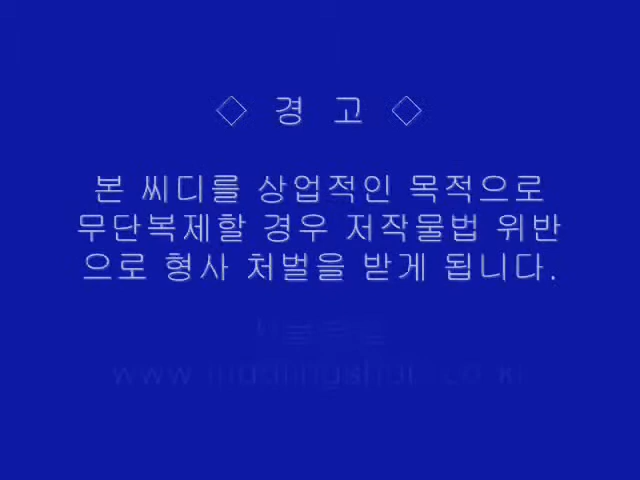 ◇ 경 고 ◇
본 씨디를 상업적인 목적으로
무단복제할 경우 저작물법 위반
으로 형사 처벌을 받게 됩니다.